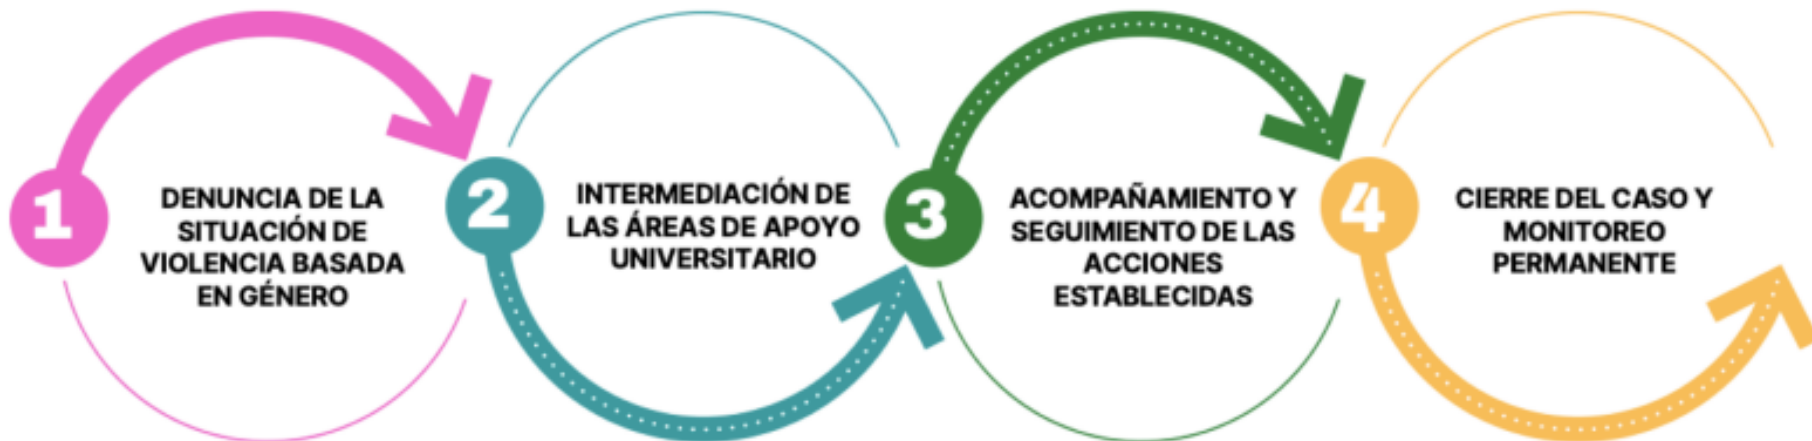 1
DENUNCIA DE LA
SITUACIÓN DE
VIOLENCIA BASADA
EN GÉNERO
2
INTERMEDIACIÓN DE
LAS ÁREAS DE APOYO
UNIVERSITARIO
3
ACOMPAÑAMIENTO Y
SEGUIMIENTO DE LAS
ACCIONES
ESTABLECIDAS
4
CIERRE DEL CASO Y
MONITOREO
PERMANENTE